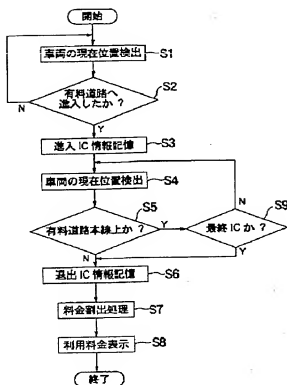 開始
車両の現在位置検出
S1
有料道路へ
進入したか ?
S2
N
Y
進入IC 情報記憶
S3
車両の現在位置検出
S4
有料道路本線上か ?
S5
Y
N
最終 ICか ?
S9
N
Y
退出 IC情報記憶
S6
料金割出処理
S7
利用料金表示
S8
終了